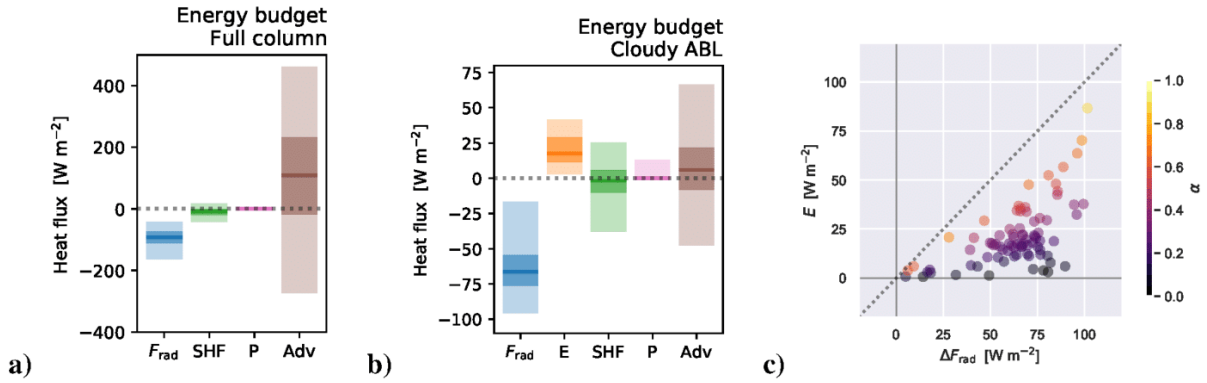 Energy budget
Full column
Heat flux [W m⁻²]
400
200
0
−200
−400
F_rad SHF P Adv
a)
Energy budget
Cloudy ABL
Heat flux [W m⁻²]
75
50
25
0
−25
−50
−75
−100
F_rad E SHF P Adv
b)
E [W m⁻²]
100
75
50
25
0
0 25 50 75 100
ΔF_rad [W m⁻²]
1.0
0.8
0.6
0.4
0.2
0.0
α
c)